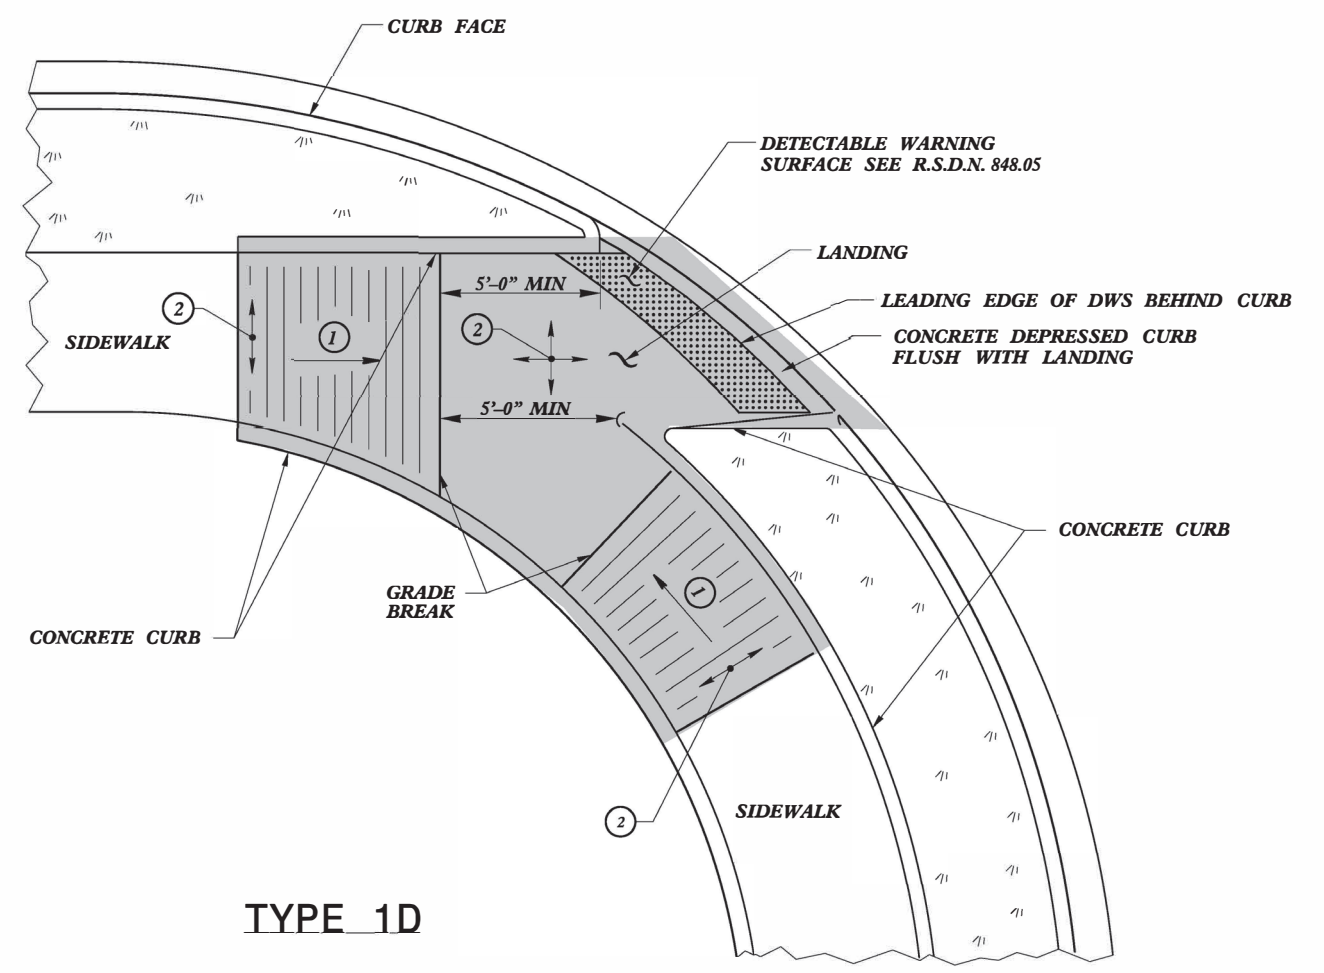 CURB FACE
DETECTABLE WARNING
SURFACE SEE R.S.D.N. 848.05
LANDING
5'-0" MIN
LEADING EDGE OF DWS BEHIND CURB
2
2
1
CONCRETE DEPRESSED CURB
FLUSH WITH LANDING
SIDEWALK
5'-0" MIN
CONCRETE CURB
GRADE
BREAK
1
CONCRETE CURB
SIDEWALK
2
TYPE 1D